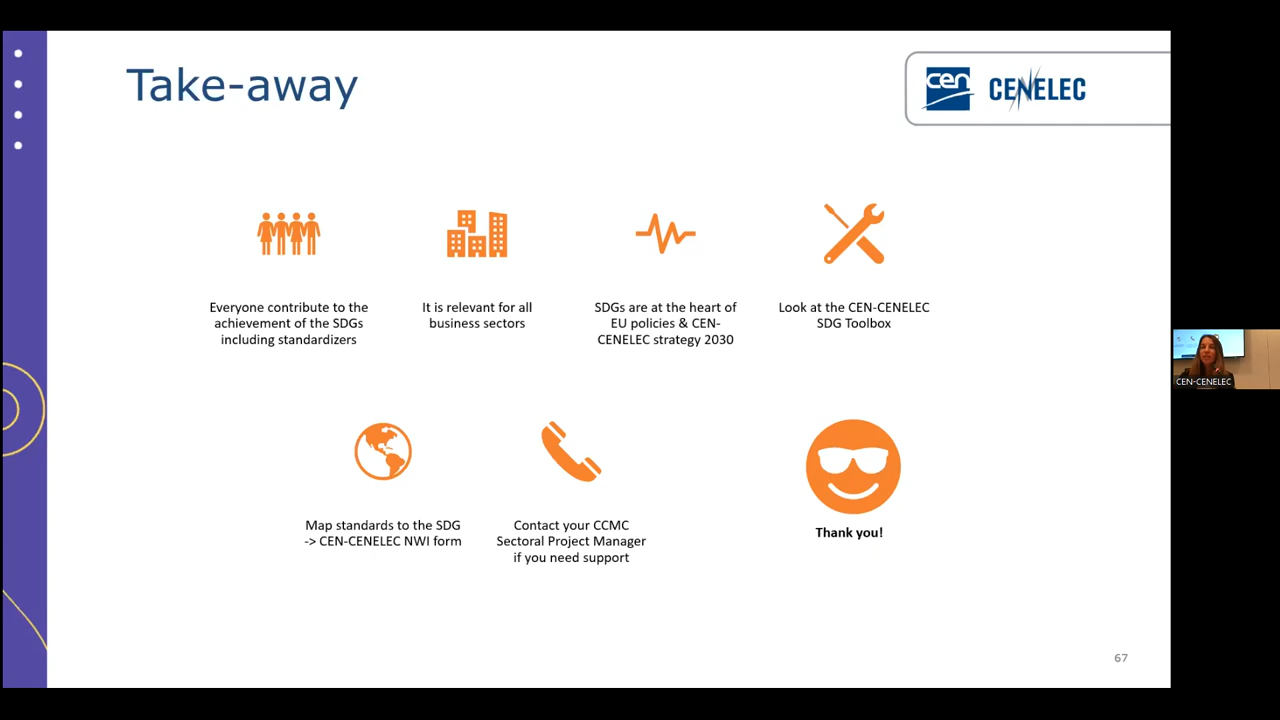 Take-away
cen
CENELEC
Everyone contribute to the
achievement of the SDGs
including standardizers
It is relevant for all
business sectors
SDGs are at the heart of
EU policies & CEN-
CENELEC strategy 2030
Look at the CEN-CENELEC
SDG Toolbox
Map standards to the SDG
-> CEN-CENELEC NWI form
Contact your CCMC
Sectoral Project Manager
if you need support
Thank you!
67
CEN-CENELEC